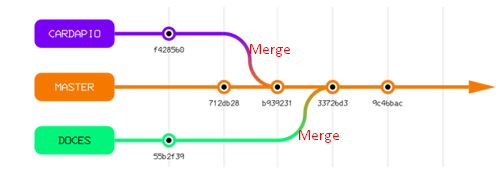 CARDAPIO
f4285b0
Merge
MASTER
712db28
b939231
3372bd3
9c46bac
DOCES
Merge
55b2f39